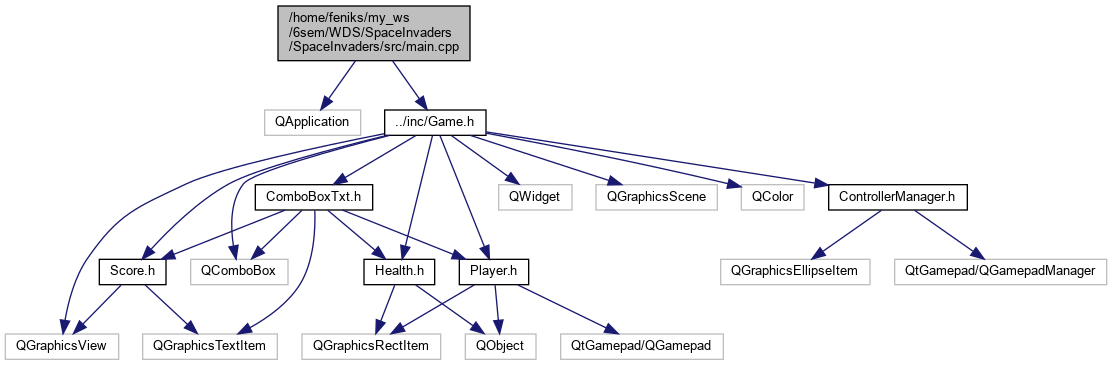 /home/feniks/my_ws
/6sem/WDS/SpaceInvaders
/SpaceInvaders/src/main.cpp
QApplication
../inc/Game.h
ComboBoxTxt.h
QWidget
QGraphicsScene
QColor
ControllerManager.h
Score.h
QComboBox
Health.h
Player.h
QGraphicsEllipseItem
QtGamepad/QGamepadManager
QGraphicsView
QGraphicsTextItem
QGraphicsRectItem
QObject
QtGamepad/QGamepad